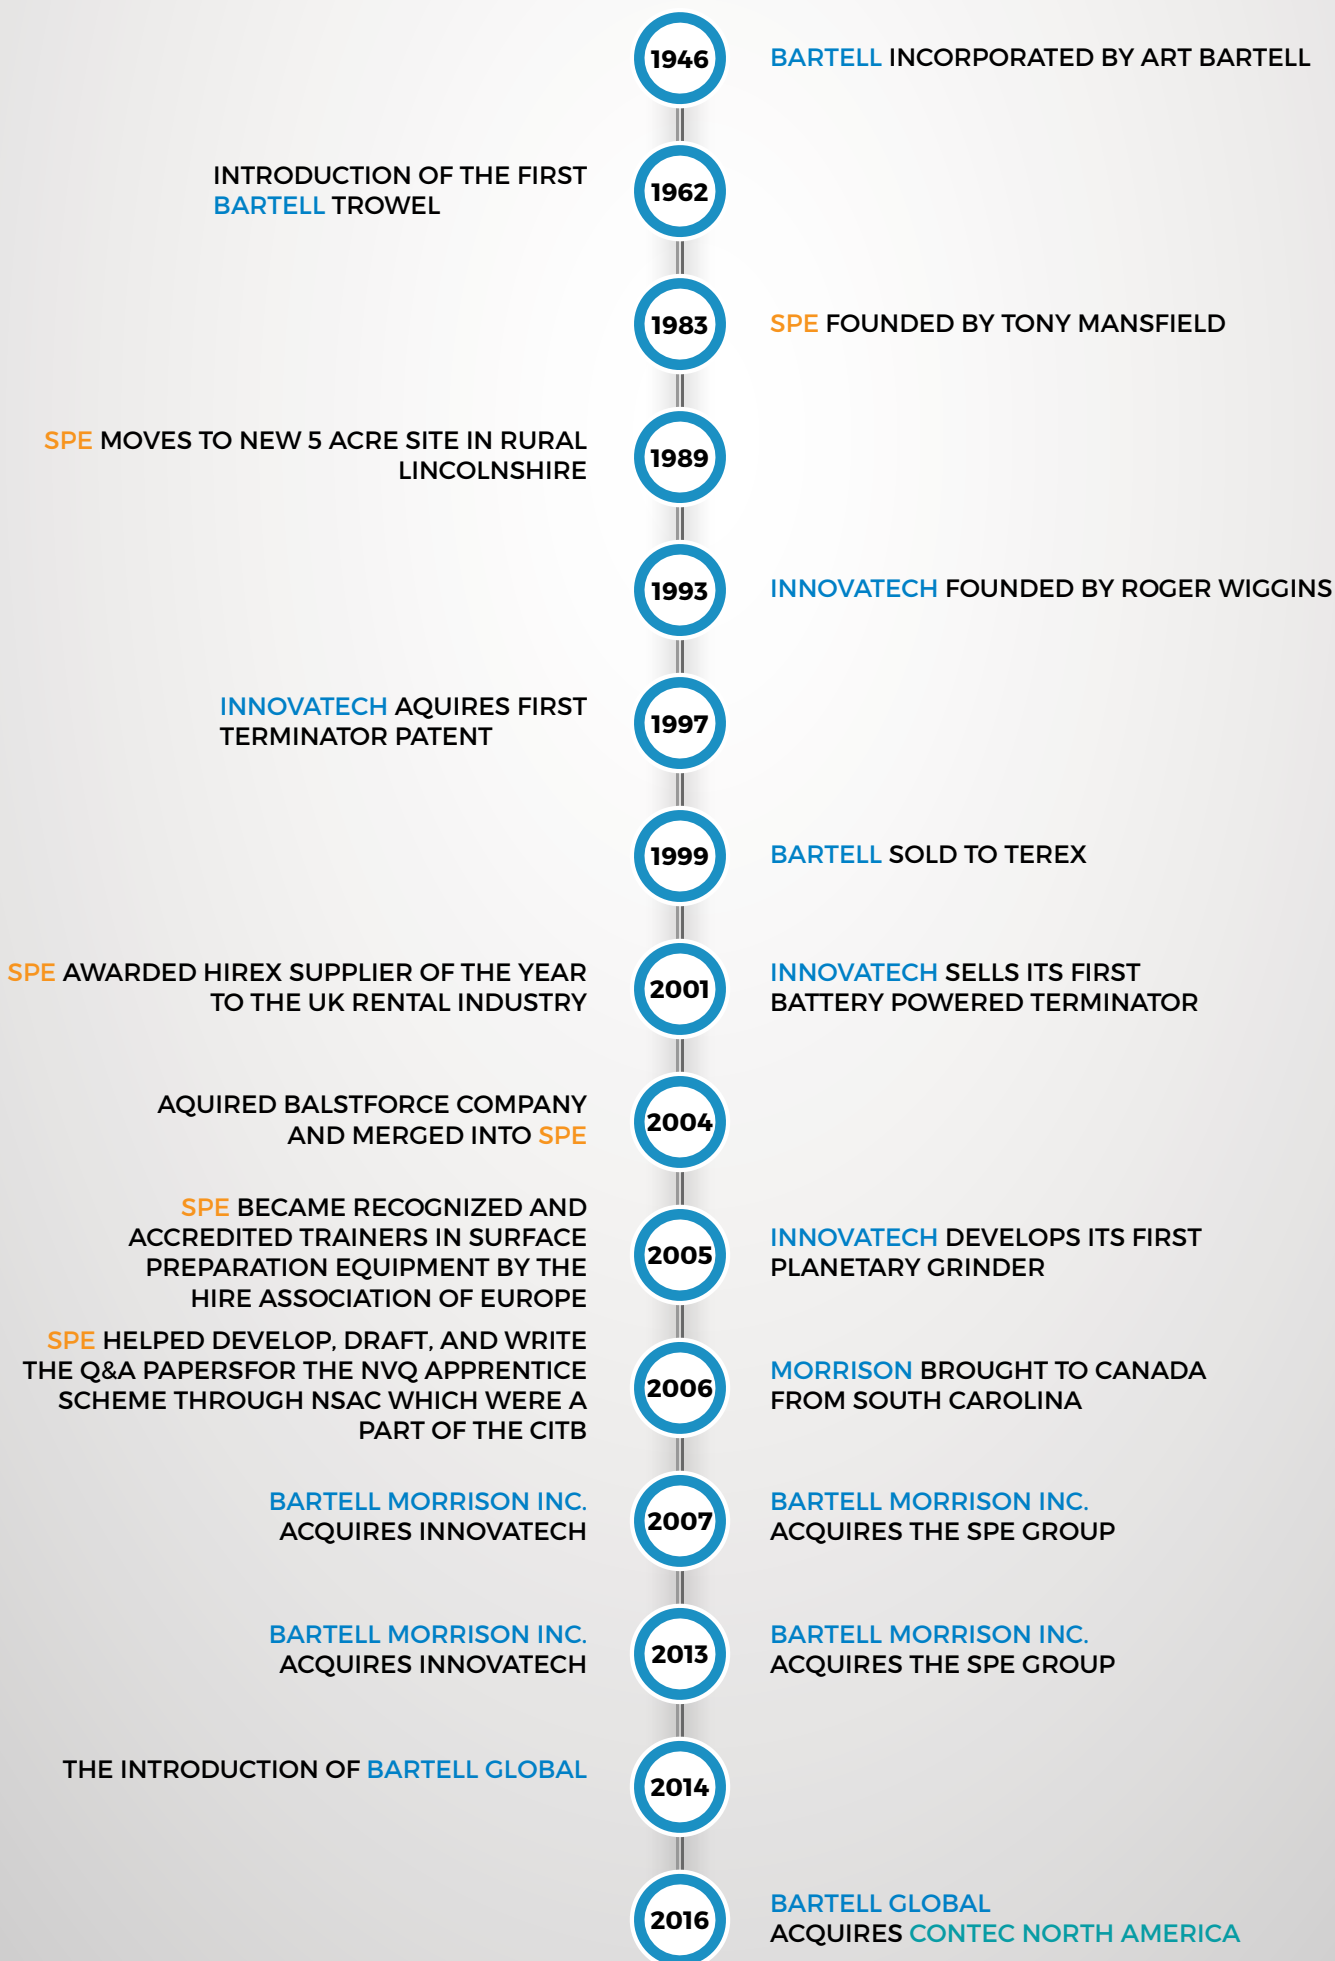 1946
BARTELL INCORPORATED BY ART BARTELL
INTRODUCTION OF THE FIRST
BARTELL TROWEL
1962
1983
SPE FOUNDED BY TONY MANSFIELD
SPE MOVES TO NEW 5 ACRE SITE IN RURAL
LINCOLNSHIRE
1989
1993
INNOVATECH FOUNDED BY ROGER WIGGINS
INNOVATECH AQUIRES FIRST
TERMINATOR PATENT
1997
1999
BARTELL SOLD TO TEREX
SPE AWARDED HIREX SUPPLIER OF THE YEAR
TO THE UK RENTAL INDUSTRY
2001
INNOVATECH SELLS ITS FIRST
BATTERY POWERED TERMINATOR
AQUIRED BALSTFORCE COMPANY
AND MERGED INTO SPE
2004
SPE BECAME RECOGNIZED AND
ACCREDITED TRAINERS IN SURFACE
PREPARATION EQUIPMENT BY THE
HIRE ASSOCIATION OF EUROPE
2005
INNOVATECH DEVELOPS ITS FIRST
PLANETARY GRINDER
SPE HELPED DEVELOP, DRAFT, AND WRITE
THE Q&A PAPERSFOR THE NVQ APPRENTICE
SCHEME THROUGH NSAC WHICH WERE A
PART OF THE CITB
2006
MORRISON BROUGHT TO CANADA
FROM SOUTH CAROLINA
BARTELL MORRISON INC.
ACQUIRES INNOVATECH
2007
BARTELL MORRISON INC.
ACQUIRES THE SPE GROUP
BARTELL MORRISON INC.
ACQUIRES INNOVATECH
2013
BARTELL MORRISON INC.
ACQUIRES THE SPE GROUP
THE INTRODUCTION OF BARTELL GLOBAL
2014
2016
BARTELL GLOBAL
ACQUIRES CONTEC NORTH AMERICA